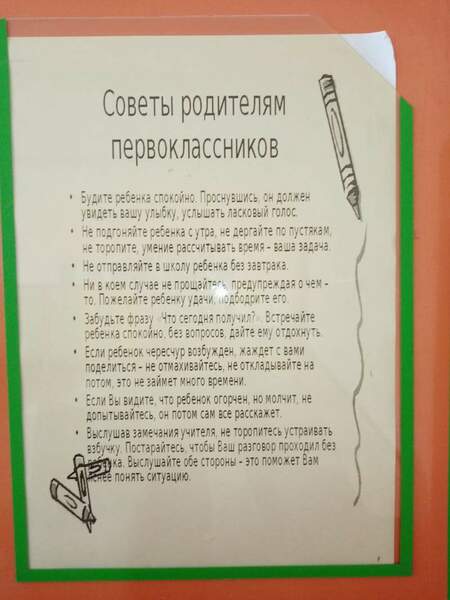 Советы родителям
первоклассников
• Будите ребенка спокойно. Проснувшись, он должен
увидеть вашу улыбку, услышать ласковый голос.
• Не подгоняйте ребенка с утра, не дергайте по пустякам,
не торопите, умение рассчитывать время – ваша задача.
• Не отправляйте в школу ребенка без завтрака.
• Ни в коем случае не прощайтесь, предупреждая о чем –
то. Пожелайте ребенку удачи, подбодрите его.
• Забудьте фразу «Что сегодня получил?». Встречайте
ребенка спокойно, без вопросов, дайте ему отдохнуть.
• Если ребенок чересчур возбужден, жаждет с вами
поделиться – не отмахивайтесь, не откладывайте на
потом, это не займет много времени.
• Если Вы видите, что ребенок огорчен, но молчит, не
допытывайтесь, он потом сам все расскажет.
• Выслушав замечания учителя, не торопитесь устраивать
взбучку. Постарайтесь, чтобы Ваш разговор проходил без
ребенка. Выслушайте обе стороны – это поможет Вам
яснее понять ситуацию.